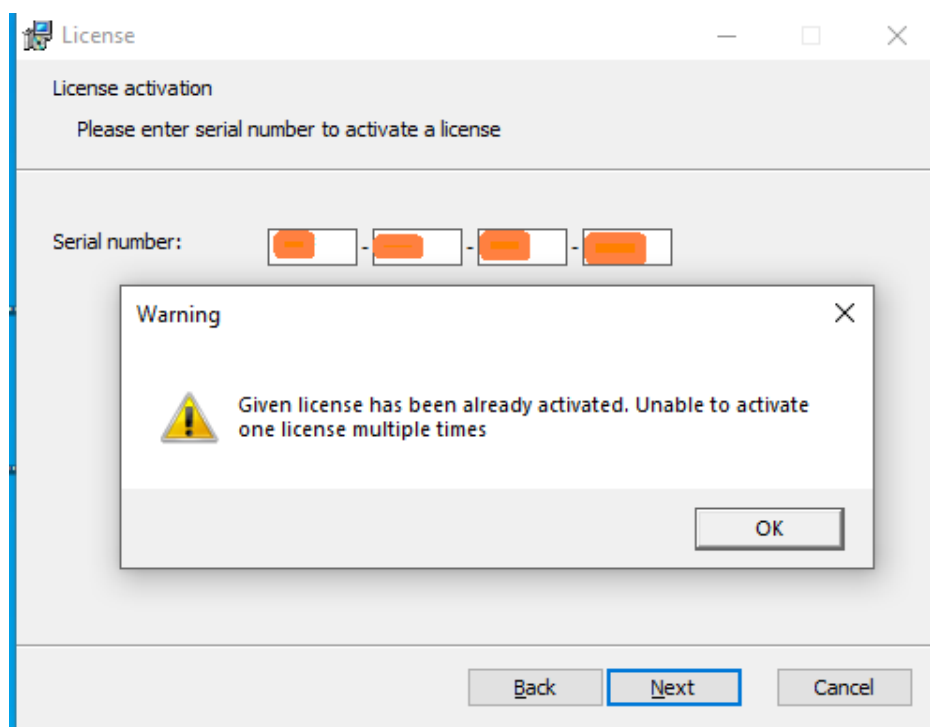 License
License activation
Please enter serial number to activate a license
Serial number:
- - -
Warning
Given license has been already activated. Unable to activate
one license multiple times
OK
Back
Next
Cancel